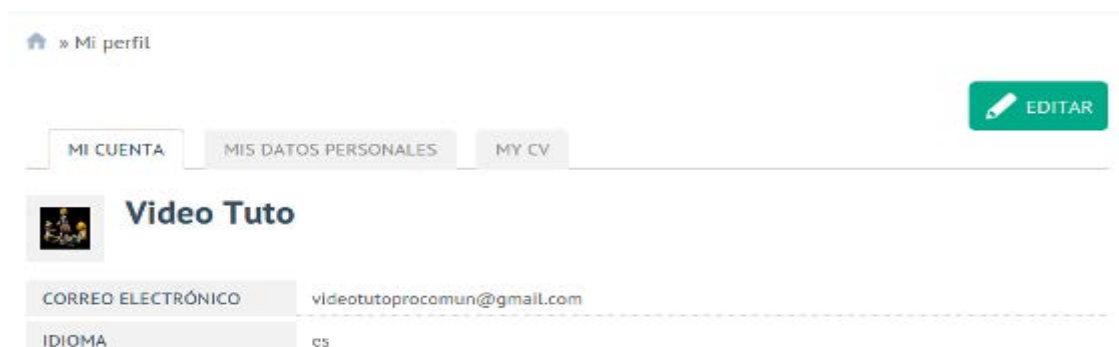 » Mi perfil
EDITAR
MI CUENTA MIS DATOS PERSONALES MY CV
Video Tuto
CORREO ELECTRÓNICO videotutoprocomun@gmail.com
IDIOMA es